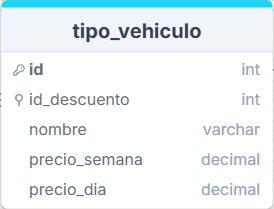 tipo_vehiculo
id int
id_descuento int
nombre varchar
precio_semana decimal
precio_dia decimal